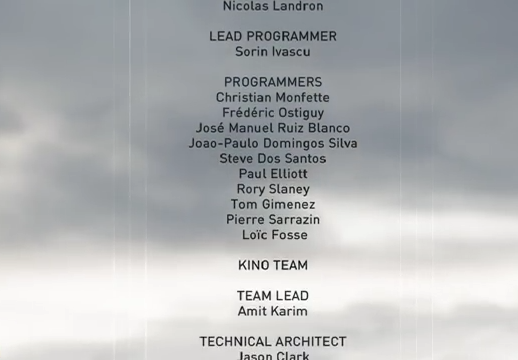 Nicolas Landron
LEAD PROGRAMMER
Sorin Ivascu
PROGRAMMERS
Christian Monfette
Frédéric Ostiguy
José Manuel Ruiz Blanco
Joao-Paulo Domingos Silva
Steve Dos Santos
Paul Elliott
Rory Slaney
Tom Gimenez
Pierre Sarrazin
Loïc Fosse
KINO TEAM
TEAM LEAD
Amit Karim
TECHNICAL ARCHITECT
Jason Clark